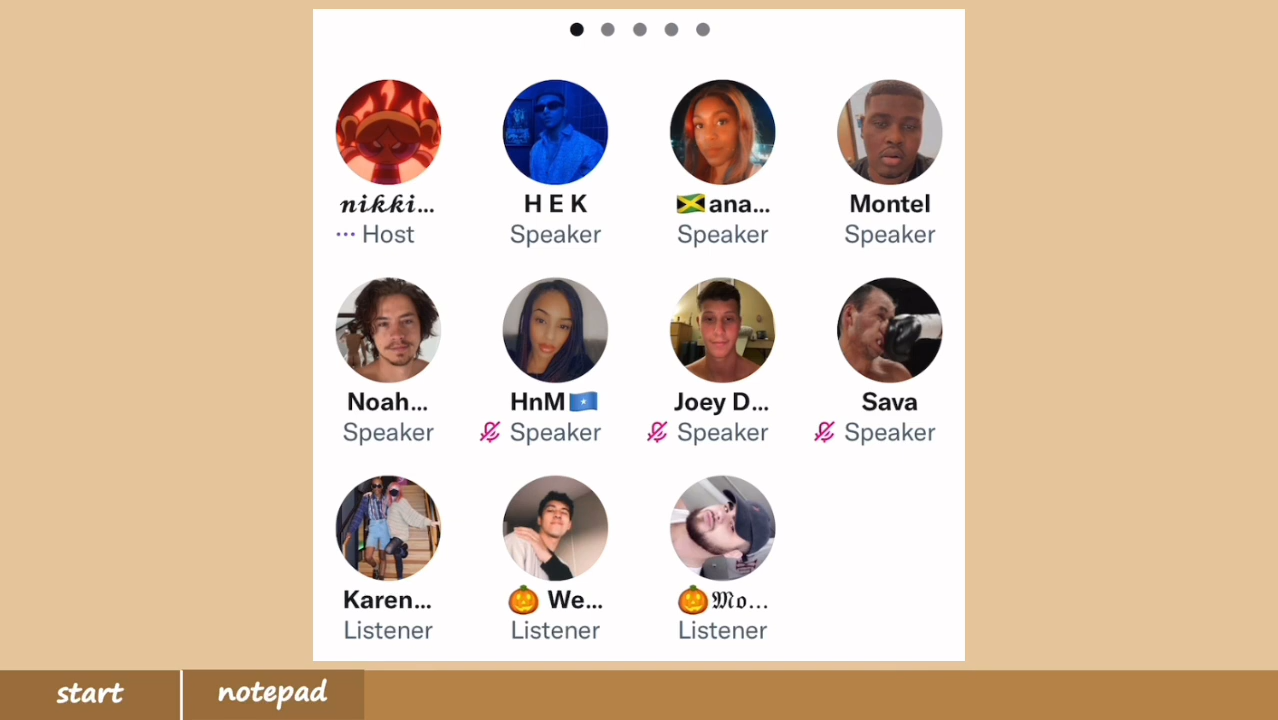 𝓷𝓲𝓴𝓴𝓲...
Host
H E K
Speaker
🇯🇲ana...
Speaker
Montel
Speaker
Noah...
Speaker
HnM🇸🇴
Speaker
Joey D...
Speaker
Sava
Speaker
Karen...
Listener
🎃 We...
Listener
🎃𝔐𝔬...
Listener
start
notepad